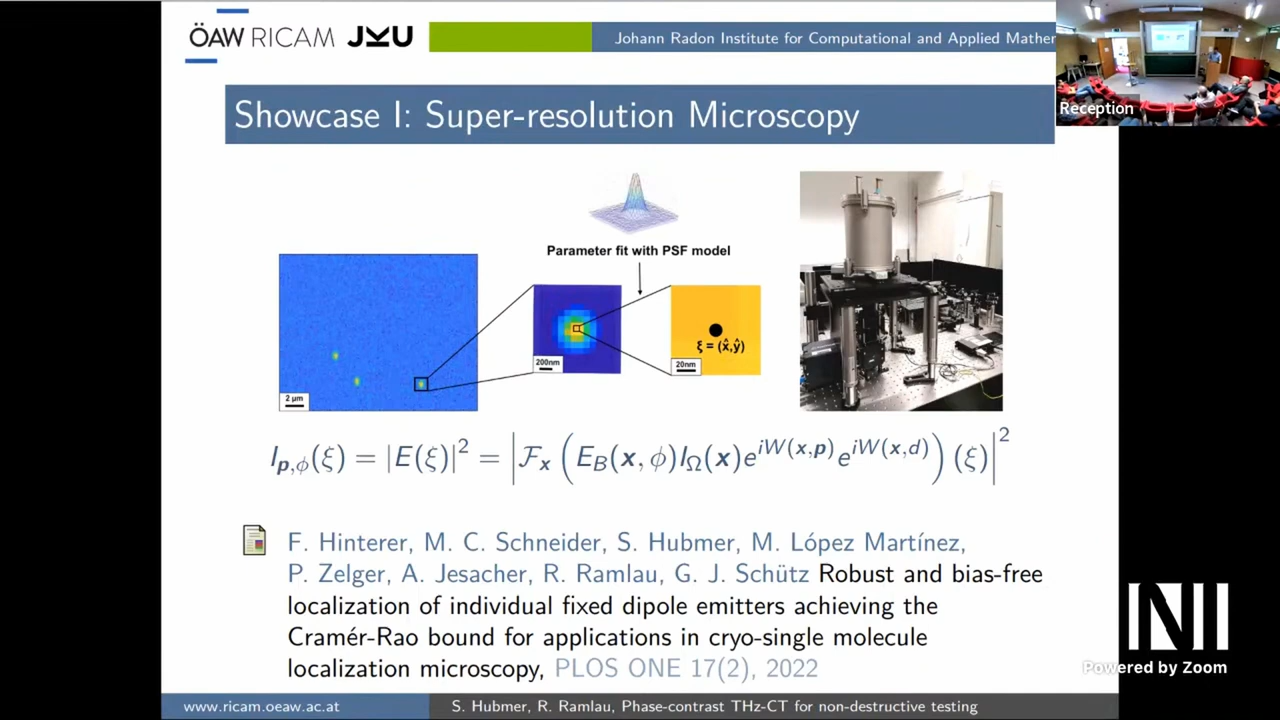 ÖAW RICAM JKU
Johann Radon Institute for Computational and Applied Mather
Reception
Showcase I: Super-resolution Microscopy
Parameter fit with PSF model
2 μm
200nm
ξ = (x̂,ŷ)
20nm
I_{p,ϕ}(ξ) = |E(ξ)|² = |𝓕ₓ (E_B(x, ϕ)I_Ω(x)e^{iW(x,p)}e^{iW(x,d)}) (ξ)|²
F. Hinterer, M. C. Schneider, S. Hubmer, M. López Martínez,
P. Zelger, A. Jesacher, R. Ramlau, G. J. Schütz Robust and bias-free
localization of individual fixed dipole emitters achieving the
Cramér-Rao bound for applications in cryo-single molecule
localization microscopy, PLOS ONE 17(2), 2022
Powered by Zoom
www.ricam.oeaw.ac.at
S. Hubmer, R. Ramlau, Phase-contrast THz-CT for non-destructive testing